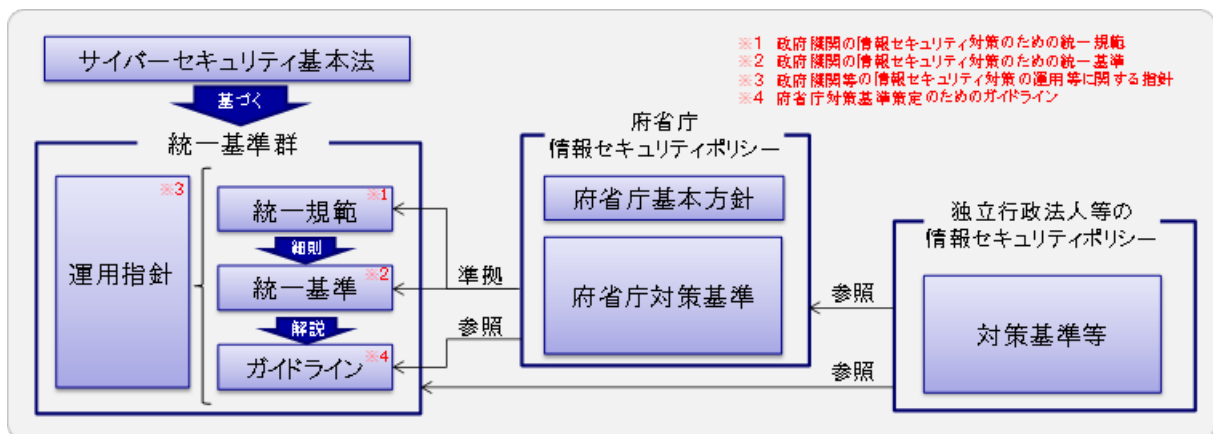 サイバーセキュリティ基本法
基づく
統一基準群
※3
運用指針
※1
統一規範
細則
※2
統一基準
解説
※4
ガイドライン
準拠
参照
府省庁
情報セキュリティポリシー
府省庁基本方針
府省庁対策基準
参照
参照
独立行政法人等の
情報セキュリティポリシー
対策基準等
※1 政府機関の情報セキュリティ対策のための統一規範
※2 政府機関の情報セキュリティ対策のための統一基準
※3 政府機関等の情報セキュリティ対策の運用等に関する指針
※4 府省庁対策基準策定のためのガイドライン